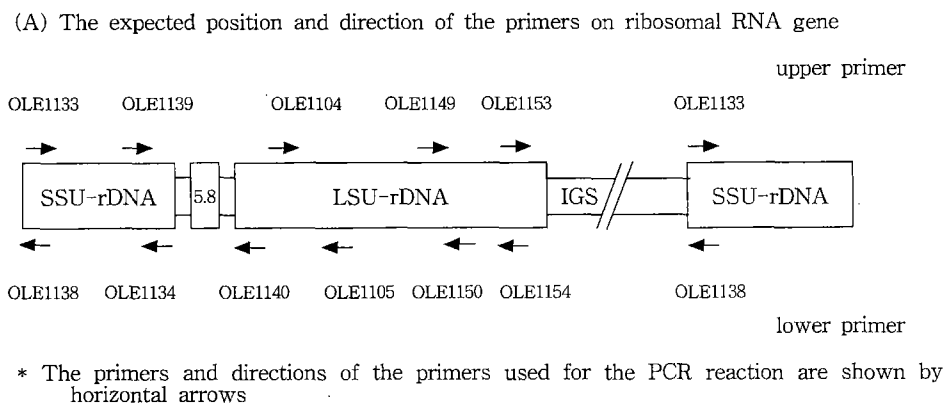 (A) The expected position and direction of the primers on ribosomal RNA gene
upper primer
OLE1133 OLE1139 OLE1104 OLE1149 OLE1153 OLE1133
SSU-rDNA 5.8 LSU-rDNA IGS SSU-rDNA
OLE1138 OLE1134 OLE1140 OLE1105 OLE1150 OLE1154 OLE1138
lower primer
* The primers and directions of the primers used for the PCR reaction are shown by
horizontal arrows